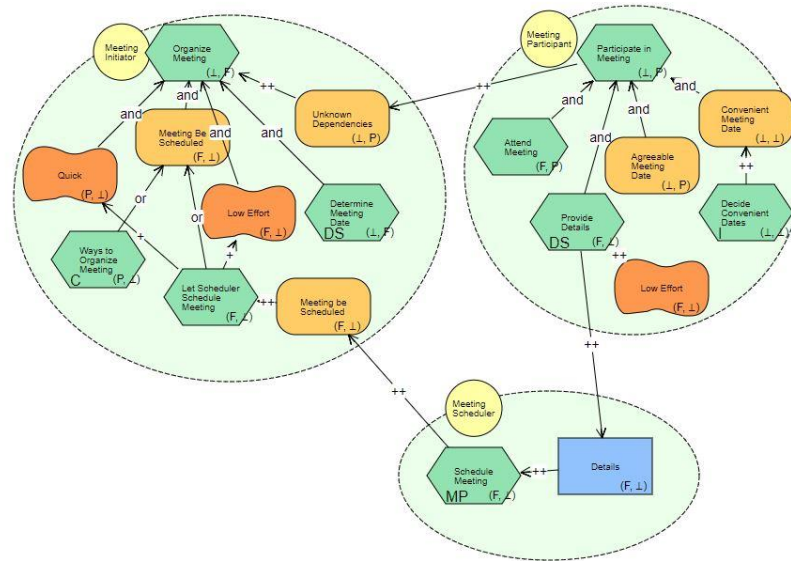 Meeting
Initiator
Organize
Meeting
(⊥, F)
++
and
and
and
and
Meeting Be
Scheduled
(F, ⊥)
Unknown
Dependencies
(⊥, P)
Quick
(P, ⊥)
or
or
Low Effort
(F, ⊥)
Determine
Meeting
Date
DS
(⊥, F)
Ways to
Organize
Meeting
C
(P, ⊥)
+
+
Let Scheduler
Schedule
Meeting
(F, ⊥)
++
Meeting be
Scheduled
(F, ⊥)
++
Meeting
Participant
Participate in
Meeting
(⊥, P)
and
and
and
and
Convenient
Meeting
Date
(⊥, ⊥)
Attend
Meeting
(F, P)
Agreeable
Meeting
Date
(⊥, P)
++
Provide
Details
DS
(F, ⊥)
Decide
Convenient
Dates
I
(⊥, ⊥)
++
Low Effort
(F, ⊥)
++
++
Meeting
Scheduler
Schedule
Meeting
MP
(F, ⊥)
++
Details
(F, ⊥)